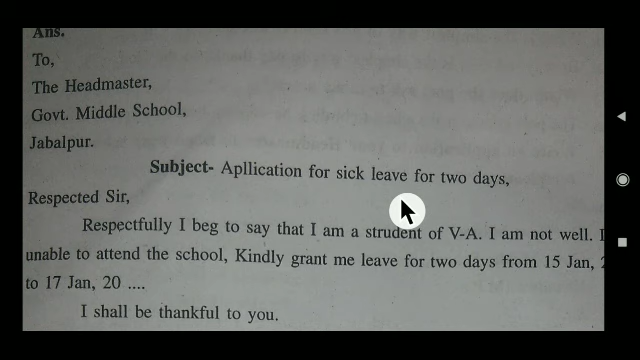 Ans.
To,
The Headmaster,
Govt. Middle School,
Jabalpur.
Subject- Apllication for sick leave for two days,
Respected Sir,
Respectfully I beg to say that I am a strudent of V-A. I am not well.
unable to attend the school, Kindly grant me leave for two days from 15 Jan,
to 17 Jan, 20 ....
I shall be thankful to you.